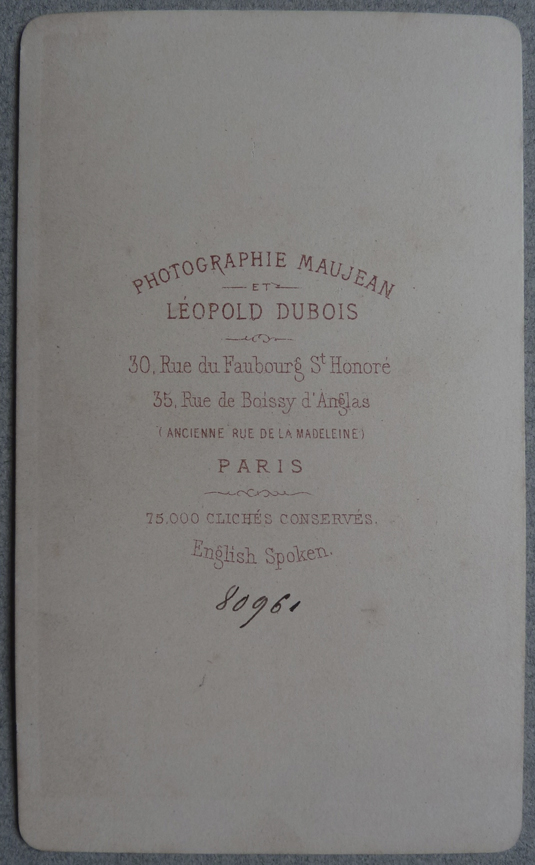 PHOTOGRAPHIE MAUJEAN
ET
LÉOPOLD DUBOIS
30, Rue du Faubourg St Honoré
35, Rue de Boissy d'Anglas
(ANCIENNE RUE DE LA MADELEINE)
PARIS
75.000 CLICHÉS CONSERVÉS.
English Spoken.
80961